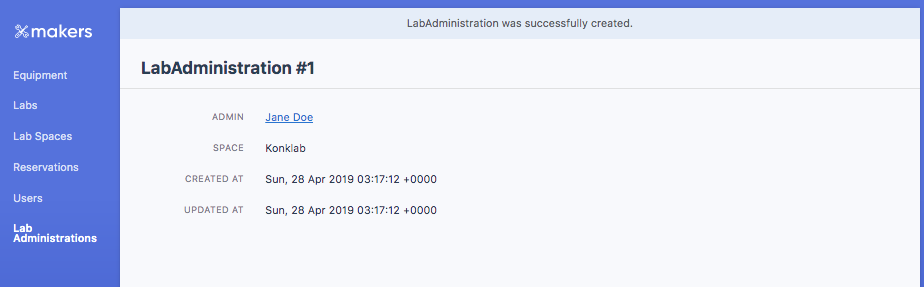 LabAdministration was successfully created.
makers
LabAdministration #1
Equipment
Labs
Lab Spaces
Reservations
Users
Lab
Administrations
ADMIN Jane Doe
SPACE Konklab
CREATED AT Sun, 28 Apr 2019 03:17:12 +0000
UPDATED AT Sun, 28 Apr 2019 03:17:12 +0000